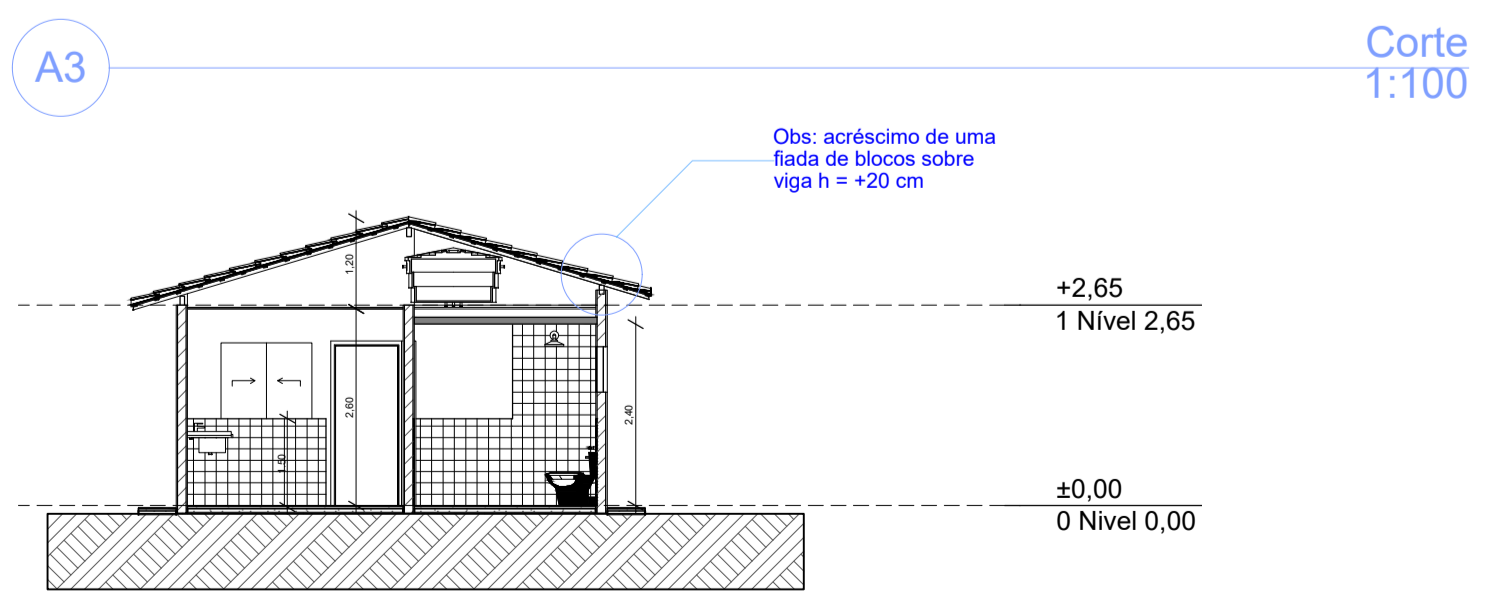 A3
Corte
1:100
Obs: acréscimo de uma
fiada de blocos sobre
viga h = +20 cm
1,20
+2,65
1 Nível 2,65
2,60
2,40
1,50
±0,00
0 Nivel 0,00